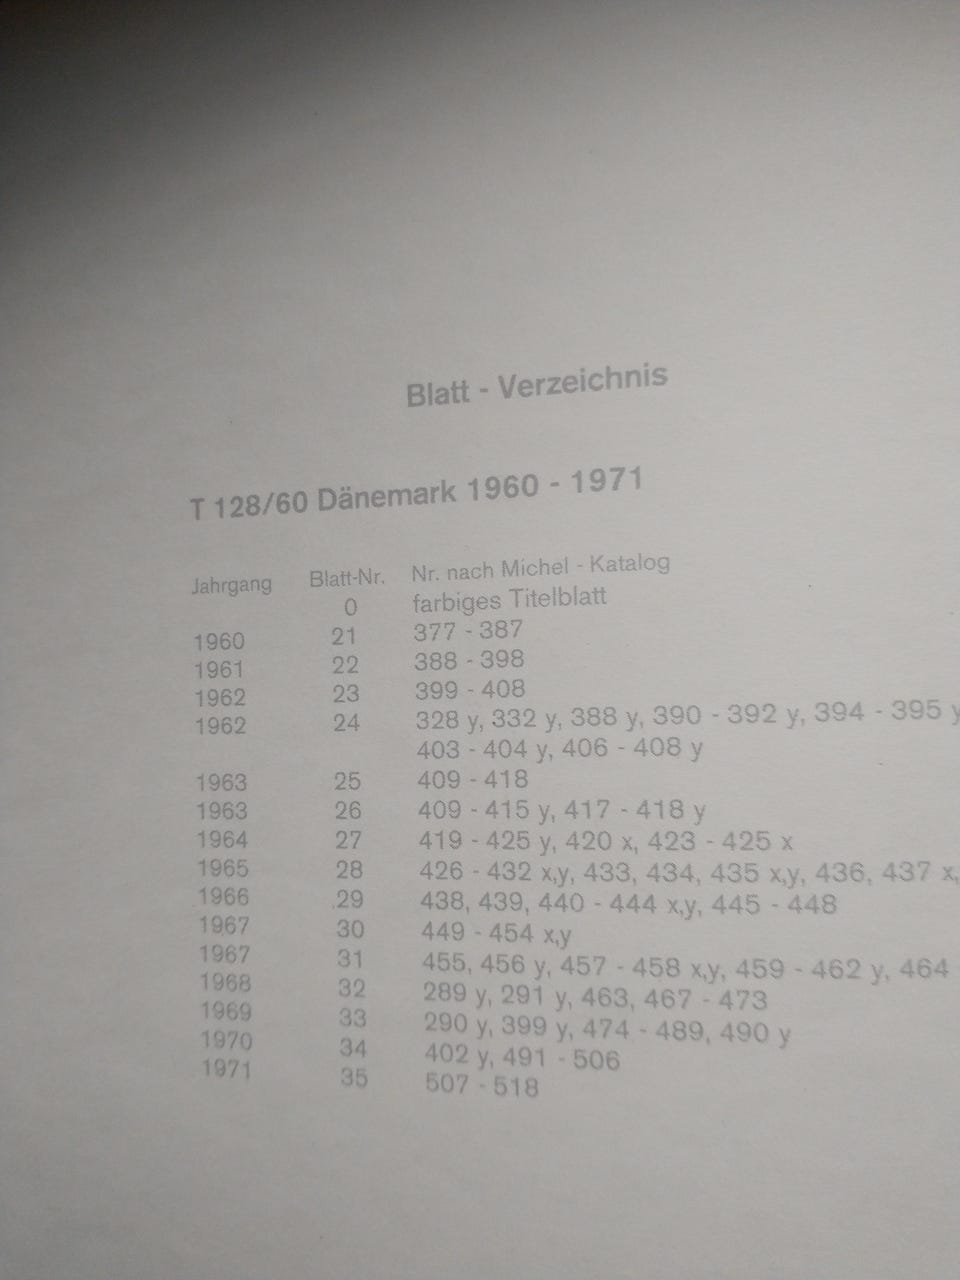 Blatt - Verzeichnis
T 128/60 Dänemark 1960 - 1971
Jahrgang Blatt-Nr. Nr. nach Michel - Katalog
0 farbiges Titelblatt
1960 21 377 - 387
1961 22 388 - 398
1962 23 399 - 408
1962 24 328 y, 332 y, 388 y, 390 - 392 y, 394 - 395 y
403 - 404 y, 406 - 408 y
1963 25 409 - 418
1963 26 409 - 415 y, 417 - 418 y
1964 27 419 - 425 y, 420 x, 423 - 425 x
1965 28 426 - 432 x,y, 433, 434, 435 x,y, 436, 437 x,
1966 29 438, 439, 440 - 444 x,y, 445 - 448
1967 30 449 - 454 x,y
1967 31 455, 456 y, 457 - 458 x,y, 459 - 462 y, 464
1968 32 289 y, 291 y, 463, 467 - 473
1969 33 290 y, 399 y, 474 - 489, 490 y
1970 34 402 y, 491 - 506
1971 35 507 - 518